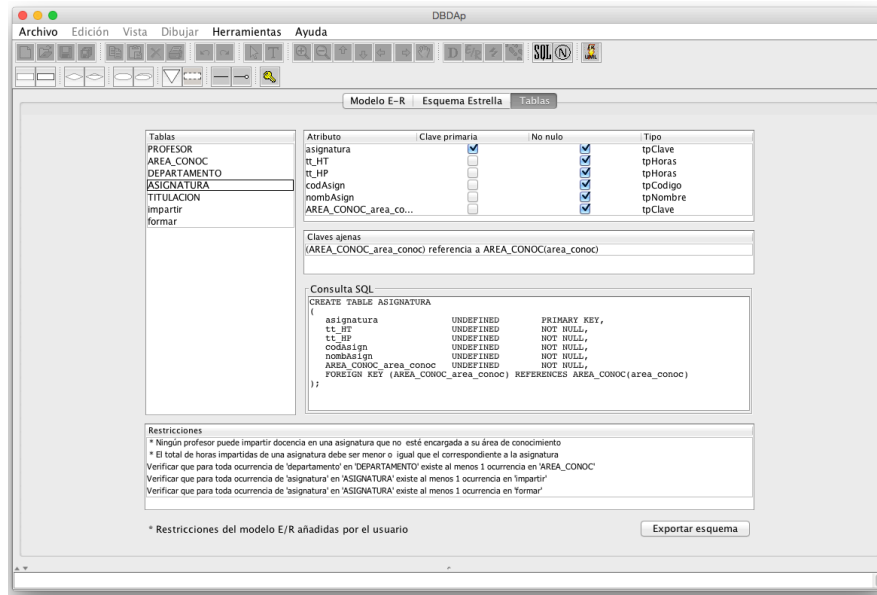 DBDAp
Archivo Edición Vista Dibujar Herramientas Ayuda
T D E/R SQL N ER UML
Modelo E-R Esquema Estrella Tablas
Tablas
PROFESOR
AREA_CONOC
DEPARTAMENTO
ASIGNATURA
TITULACION
impartir
formar
Atributo Clave primaria No nulo Tipo
asignatura tpClave
tt_HT tpHoras
tt_HP tpHoras
codAsign tpCodigo
nombAsign tpNombre
AREA_CONOC_area_co... tpClave
Claves ajenas
(AREA_CONOC_area_conoc) referencia a AREA_CONOC(area_conoc)
Consulta SQL
CREATE TABLE ASIGNATURA
(
asignatura UNDEFINED PRIMARY KEY,
tt_HT UNDEFINED NOT NULL,
tt_HP UNDEFINED NOT NULL,
codAsign UNDEFINED NOT NULL,
nombAsign UNDEFINED NOT NULL,
AREA_CONOC_area_conoc UNDEFINED NOT NULL,
FOREIGN KEY (AREA_CONOC_area_conoc) REFERENCES AREA_CONOC(area_conoc)
);
Restricciones
* Ningún profesor puede impartir docencia en una asignatura que no esté encargada a su área de conocimiento
* El total de horas impartidas de una asignatura debe ser menor o igual que el correspondiente a la asignatura
Verificar que para toda ocurrencia de 'departamento' en 'DEPARTAMENTO' existe al menos 1 ocurrencia en 'AREA_CONOC'
Verificar que para toda ocurrencia de 'asignatura' en 'ASIGNATURA' existe al menos 1 ocurrencia en 'impartir'
Verificar que para toda ocurrencia de 'asignatura' en 'ASIGNATURA' existe al menos 1 ocurrencia en 'formar'
* Restricciones del modelo E/R añadidas por el usuario
Exportar esquema